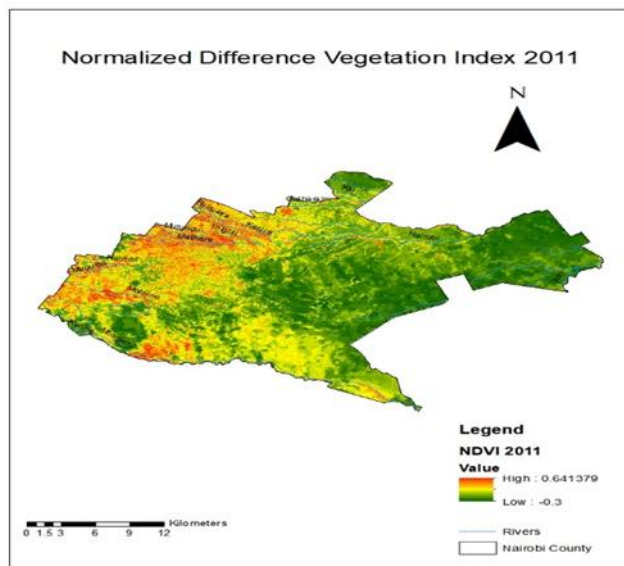 Normalized Difference Vegetation Index 2011
N
Mathare
Legend
NDVI 2011
Value
High : 0.641379
Low : -0.3
Rivers
Nairobi County
Kilometers
0 1.5 3 6 9 12